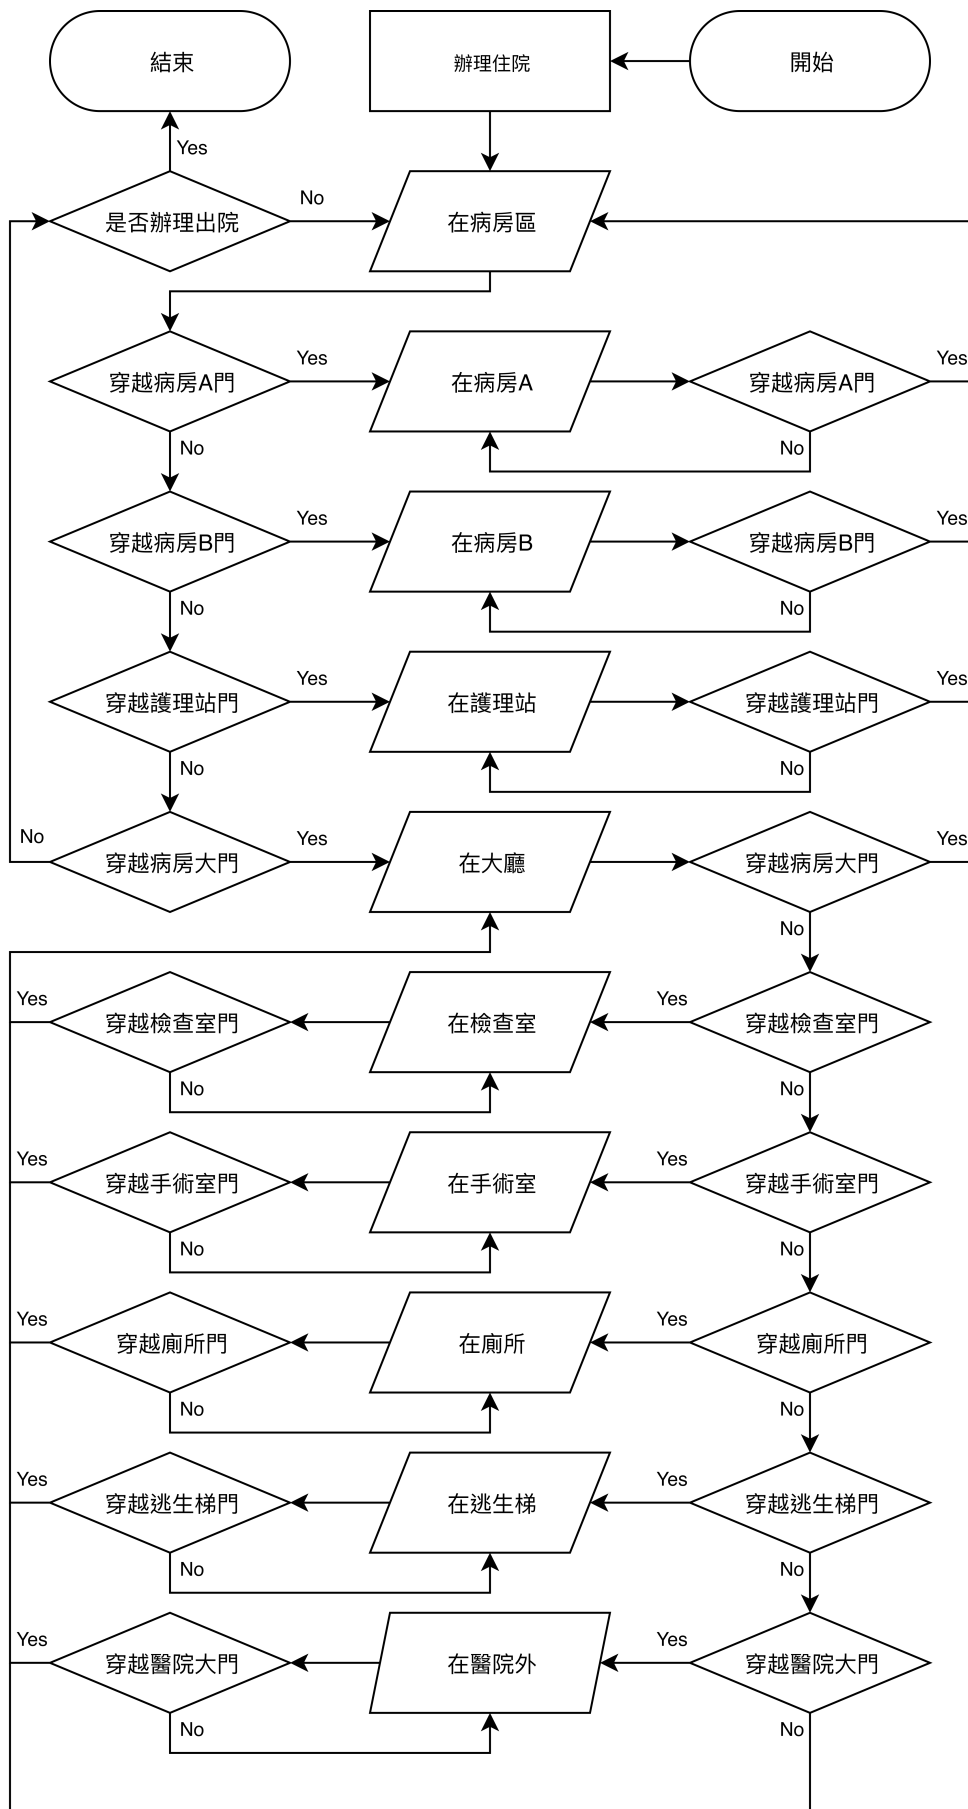 結束
辦理住院
開始
Yes
是否辦理出院
No
在病房區
穿越病房A門
Yes
在病房A
穿越病房A門
Yes
No
No
穿越病房B門
Yes
在病房B
穿越病房B門
Yes
No
No
穿越護理站門
Yes
在護理站
穿越護理站門
Yes
No
No
No
穿越病房大門
Yes
在大廳
穿越病房大門
Yes
No
Yes
穿越檢查室門
在檢查室
Yes
穿越檢查室門
No
No
Yes
穿越手術室門
在手術室
Yes
穿越手術室門
No
No
Yes
穿越廁所門
在廁所
Yes
穿越廁所門
No
No
Yes
穿越逃生梯門
在逃生梯
Yes
穿越逃生梯門
No
No
Yes
穿越醫院大門
在醫院外
Yes
穿越醫院大門
No
No